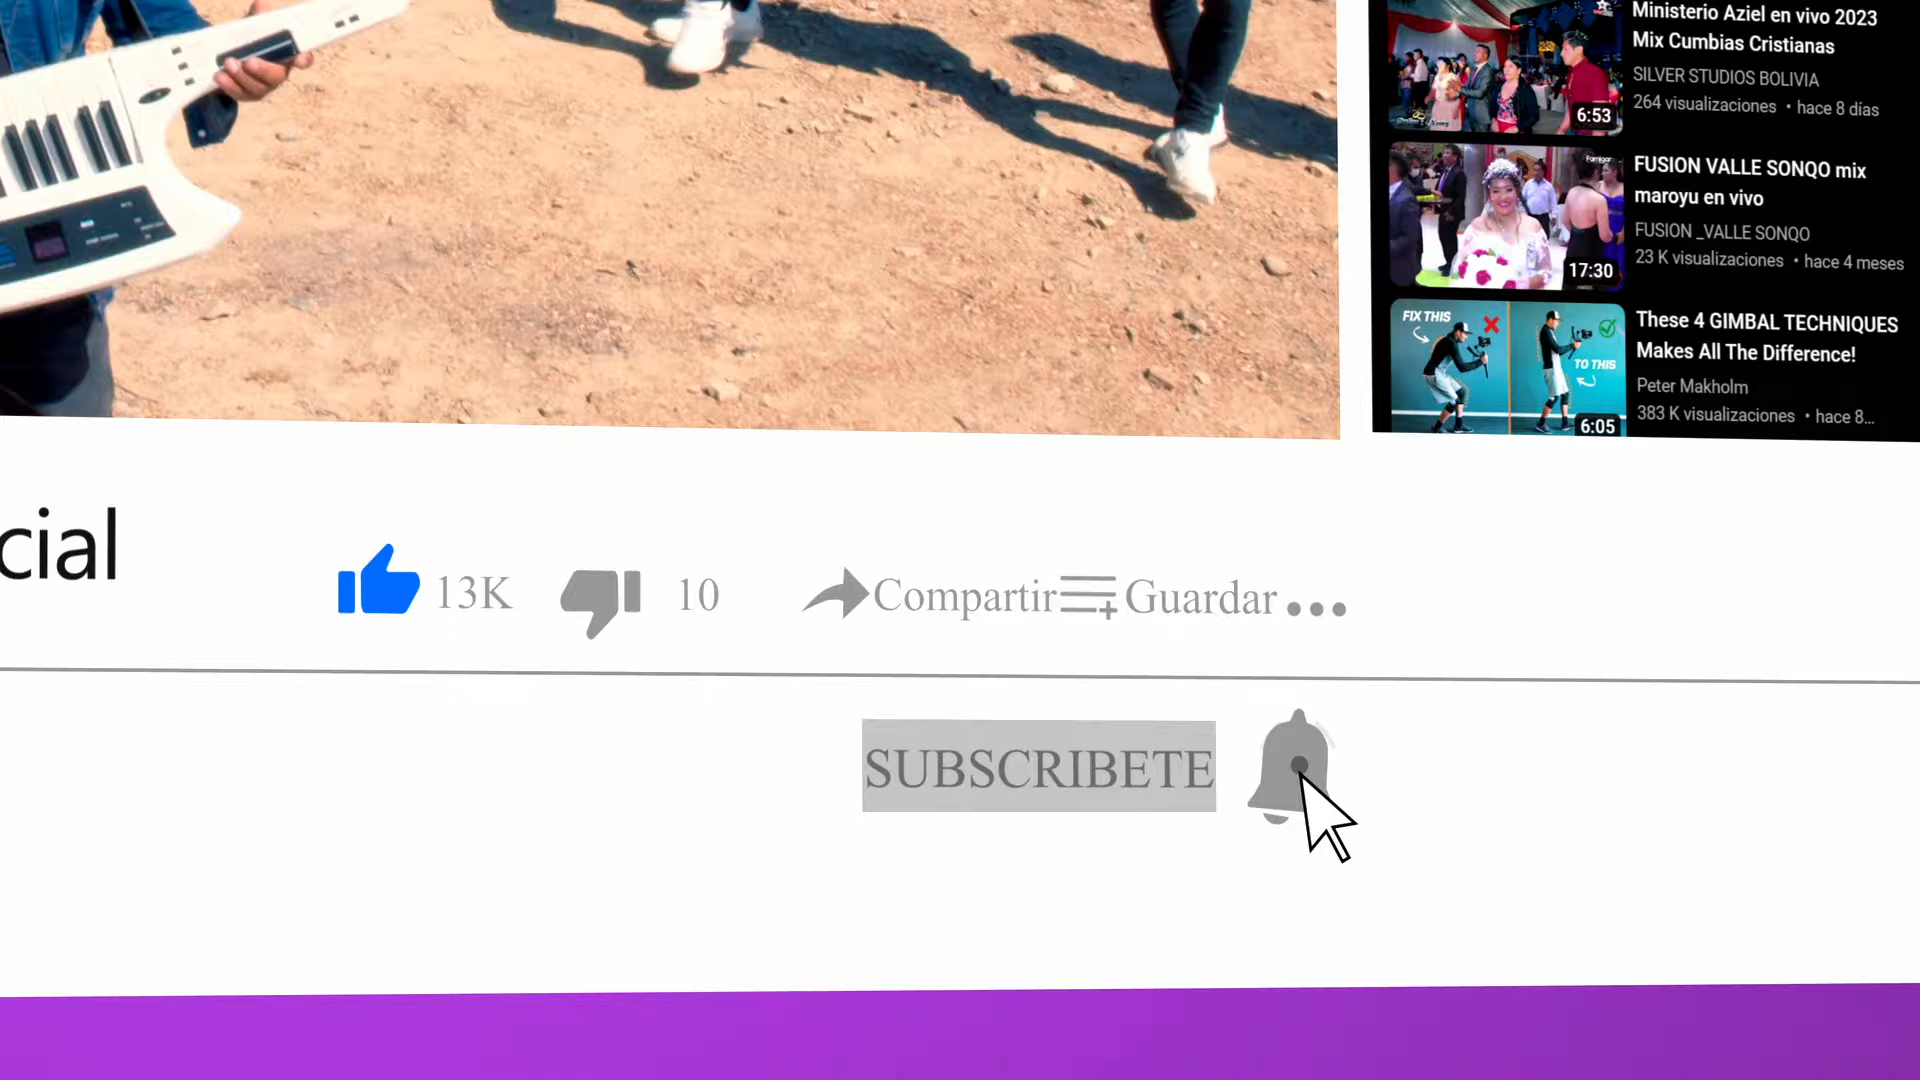 Ministerio Aziel en vivo 2023
Mix Cumbias Cristianas
SILVER STUDIOS BOLIVIA
264 visualizaciones • hace 8 días
6:53
FUSION VALLE SONQO mix
maroyu en vivo
FUSION _VALLE SONQO
23 K visualizaciones • hace 4 meses
17:30
FIX THIS
TO THIS
6:05
These 4 GIMBAL TECHNIQUES
Makes All The Difference!
Peter Makholm
383 K visualizaciones • hace 8...
cial
13K
10
Compartir
Guardar
SUBSCRIBETE